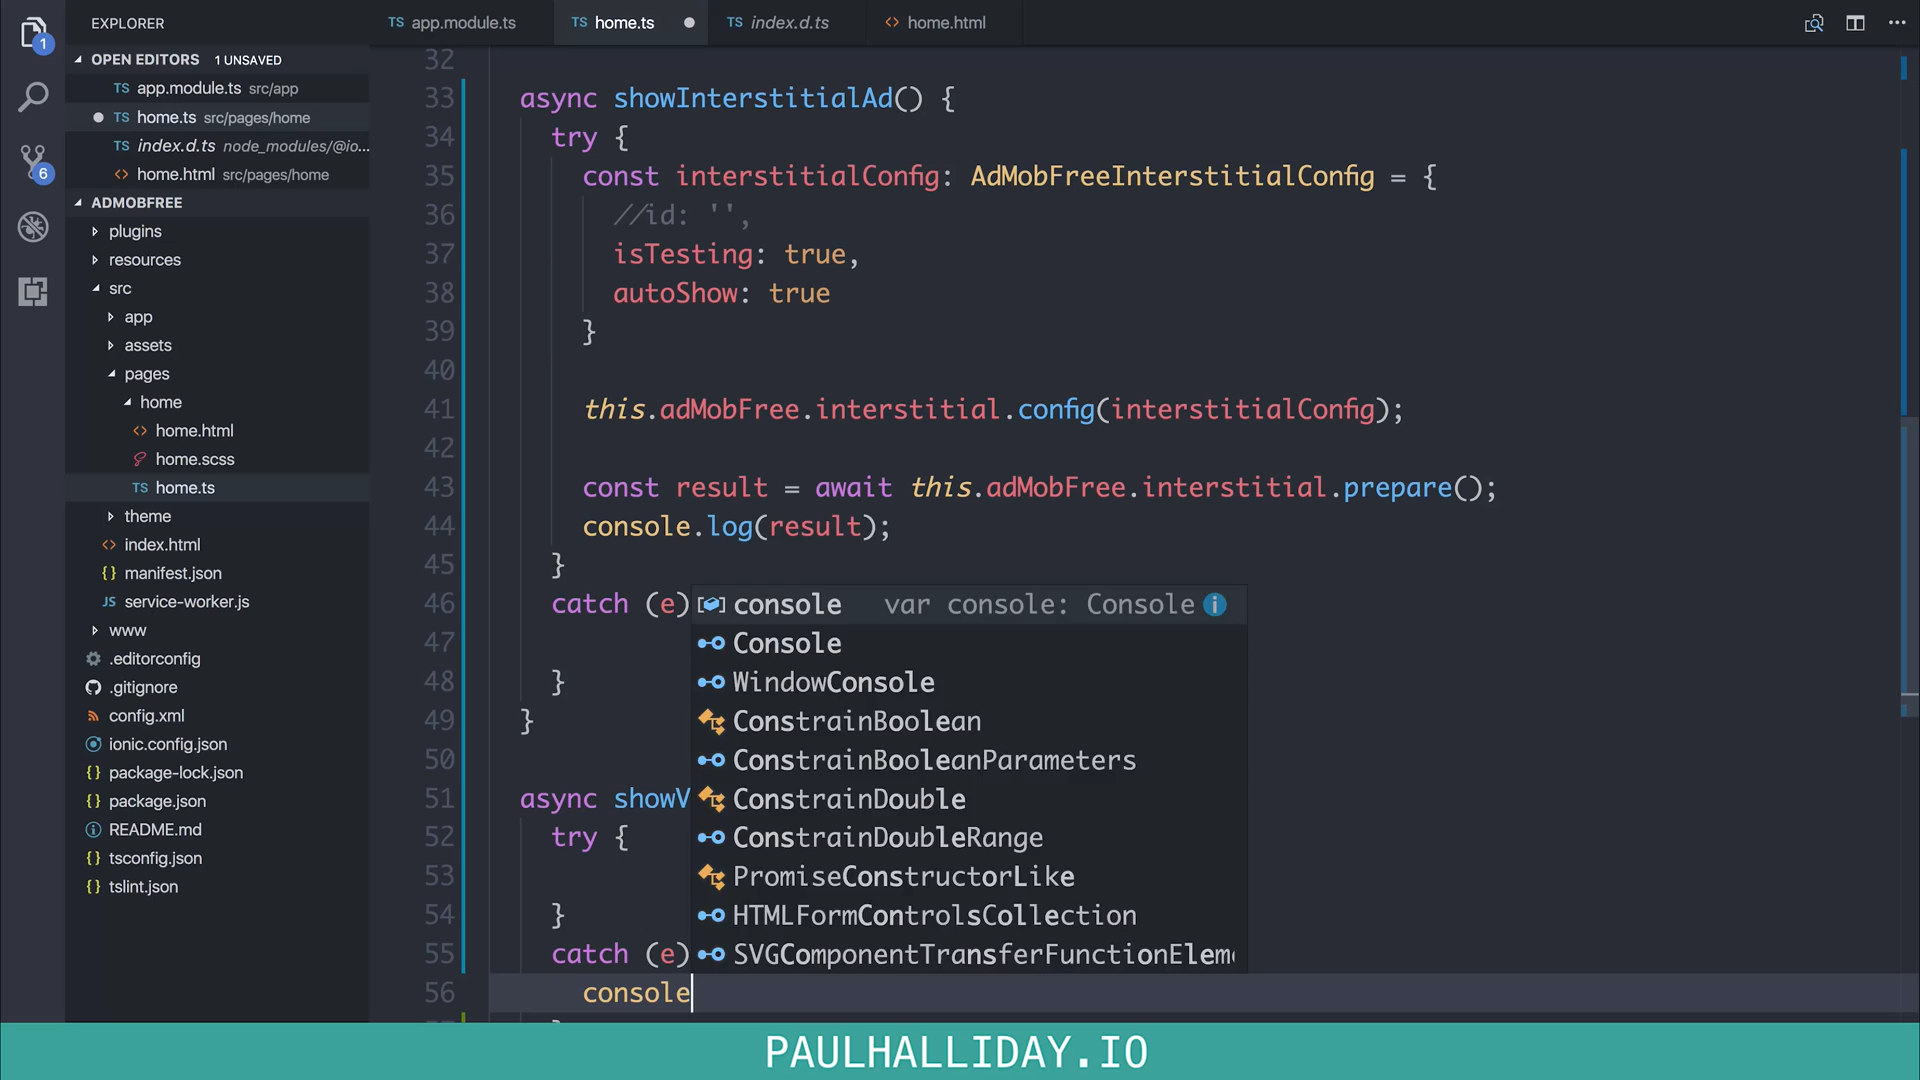 EXPLORER
OPEN EDITORS 1 UNSAVED
TS app.module.ts src/app
TS home.ts src/pages/home
TS index.d.ts node_modules/@io...
<> home.html src/pages/home
ADMOBFREE
plugins
resources
src
app
assets
pages
home
<> home.html
home.scss
TS home.ts
theme
<> index.html
{} manifest.json
JS service-worker.js
www
.editorconfig
.gitignore
config.xml
ionic.config.json
{} package-lock.json
{} package.json
README.md
{} tsconfig.json
{} tslint.json
1
6
TS app.module.ts
TS home.ts
TS index.d.ts
<> home.html
32
33 async showInterstitialAd() {
34 try {
35 const interstitialConfig: AdMobFreeInterstitialConfig = {
36 //id: '',
37 isTesting: true,
38 autoShow: true
39 }
40
41 this.adMobFree.interstitial.config(interstitialConfig);
42
43 const result = await this.adMobFree.interstitial.prepare();
44 console.log(result);
45 }
46 catch (e)
47
48 }
49 }
50
51 async showV
52 try {
53
54 }
55 catch (e)
56 console
console var console: Console
Console
WindowConsole
ConstrainBoolean
ConstrainBooleanParameters
ConstrainDouble
ConstrainDoubleRange
PromiseConstructorLike
HTMLFormControlsCollection
SVGComponentTransferFunctionElem
PAULHALLIDAY.IO